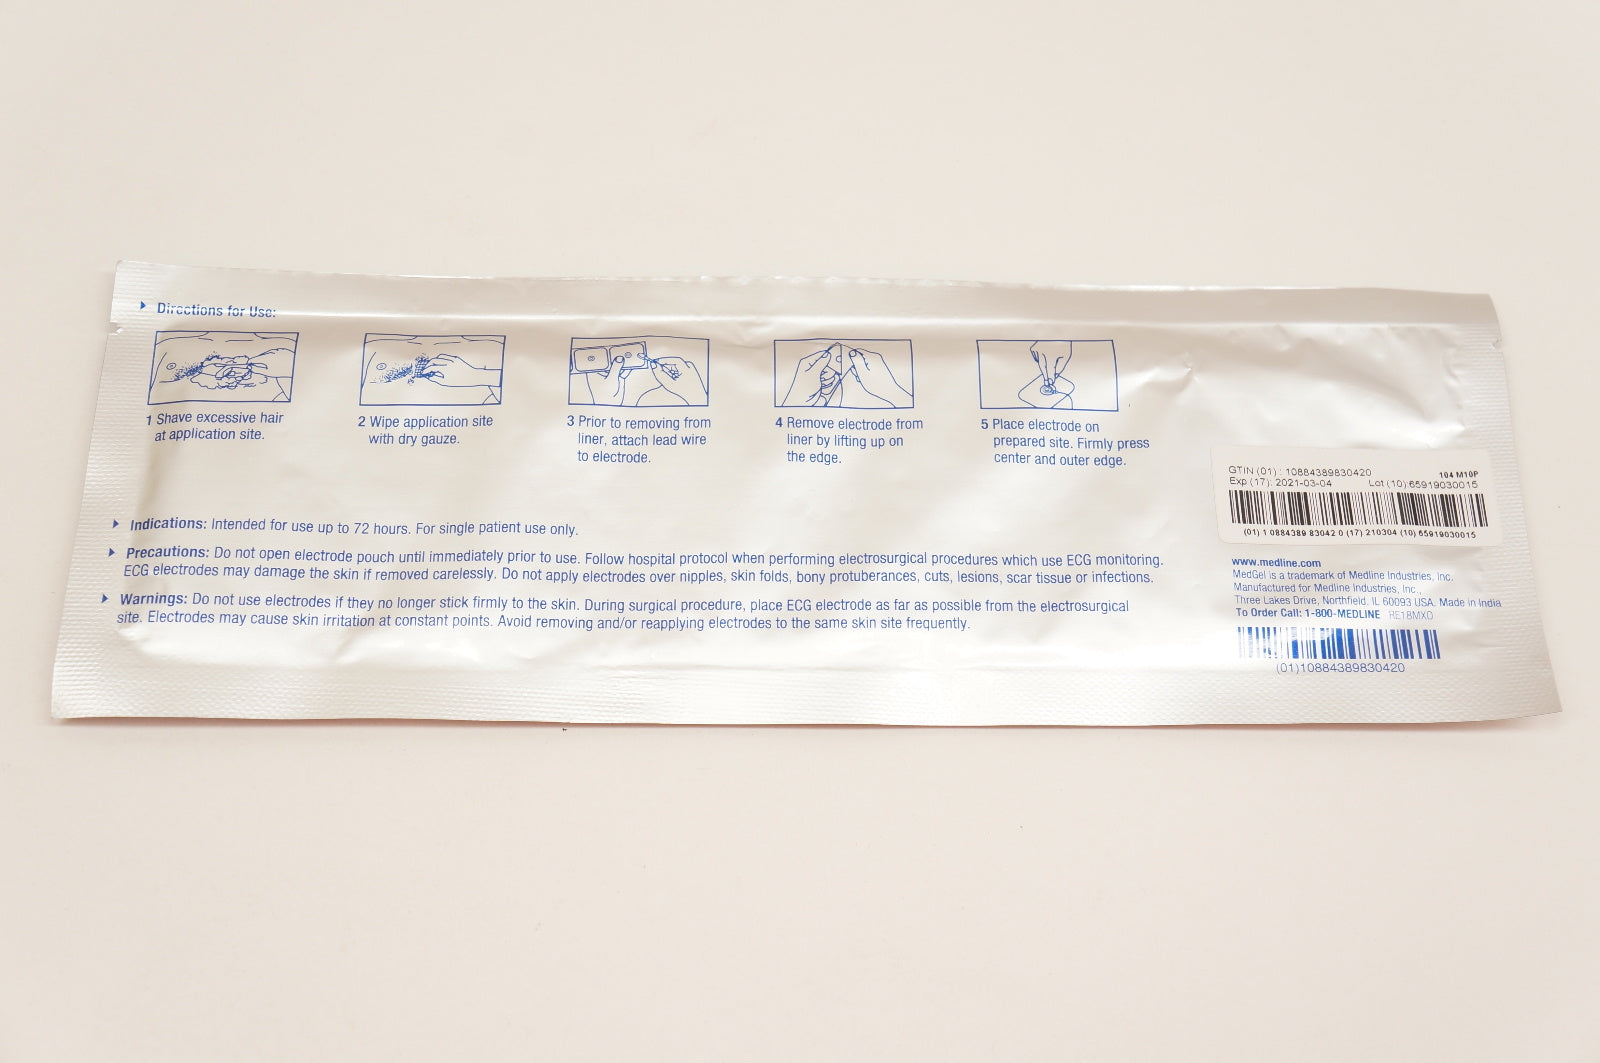 Directions for Use:
1 Shave excessive hair
at application site.
2 Wipe application site
with dry gauze.
3 Prior to removing from
liner, attach lead wire
to electrode.
4 Remove electrode from
liner by lifting up on
the edge.
5 Place electrode on
prepared site. Firmly press
center and outer edge.
Indications: Intended for use up to 72 hours. For single patient use only.
Precautions: Do not open electrode pouch until immediately prior to use. Follow hospital protocol when performing electrosurgical procedures which use ECG monitoring.
ECG electrodes may damage the skin if removed carelessly. Do not apply electrodes over nipples, skin folds, bony protuberances, cuts, lesions, scar tissue or infections.
Warnings: Do not use electrodes if they no longer stick firmly to the skin. During surgical procedure, place ECG electrode as far as possible from the electrosurgical
site. Electrodes may cause skin irritation at constant points. Avoid removing and/or reapplying electrodes to the same skin site frequently.
GTIN (01) : 10884389830420 104 M10P
Exp (17): 2021-03-04 Lot (10):65919030015
(01) 1 0884389 83042 0 (17) 210304 (10) 65919030015
www.medline.com
MedGel is a trademark of Medline Industries, Inc.
Manufactured for Medline Industries, Inc.,
Three Lakes Drive, Northfield, IL 60093 USA. Made in India
To Order Call: 1-800-MEDLINE RE18MXD
(01)10884389830420